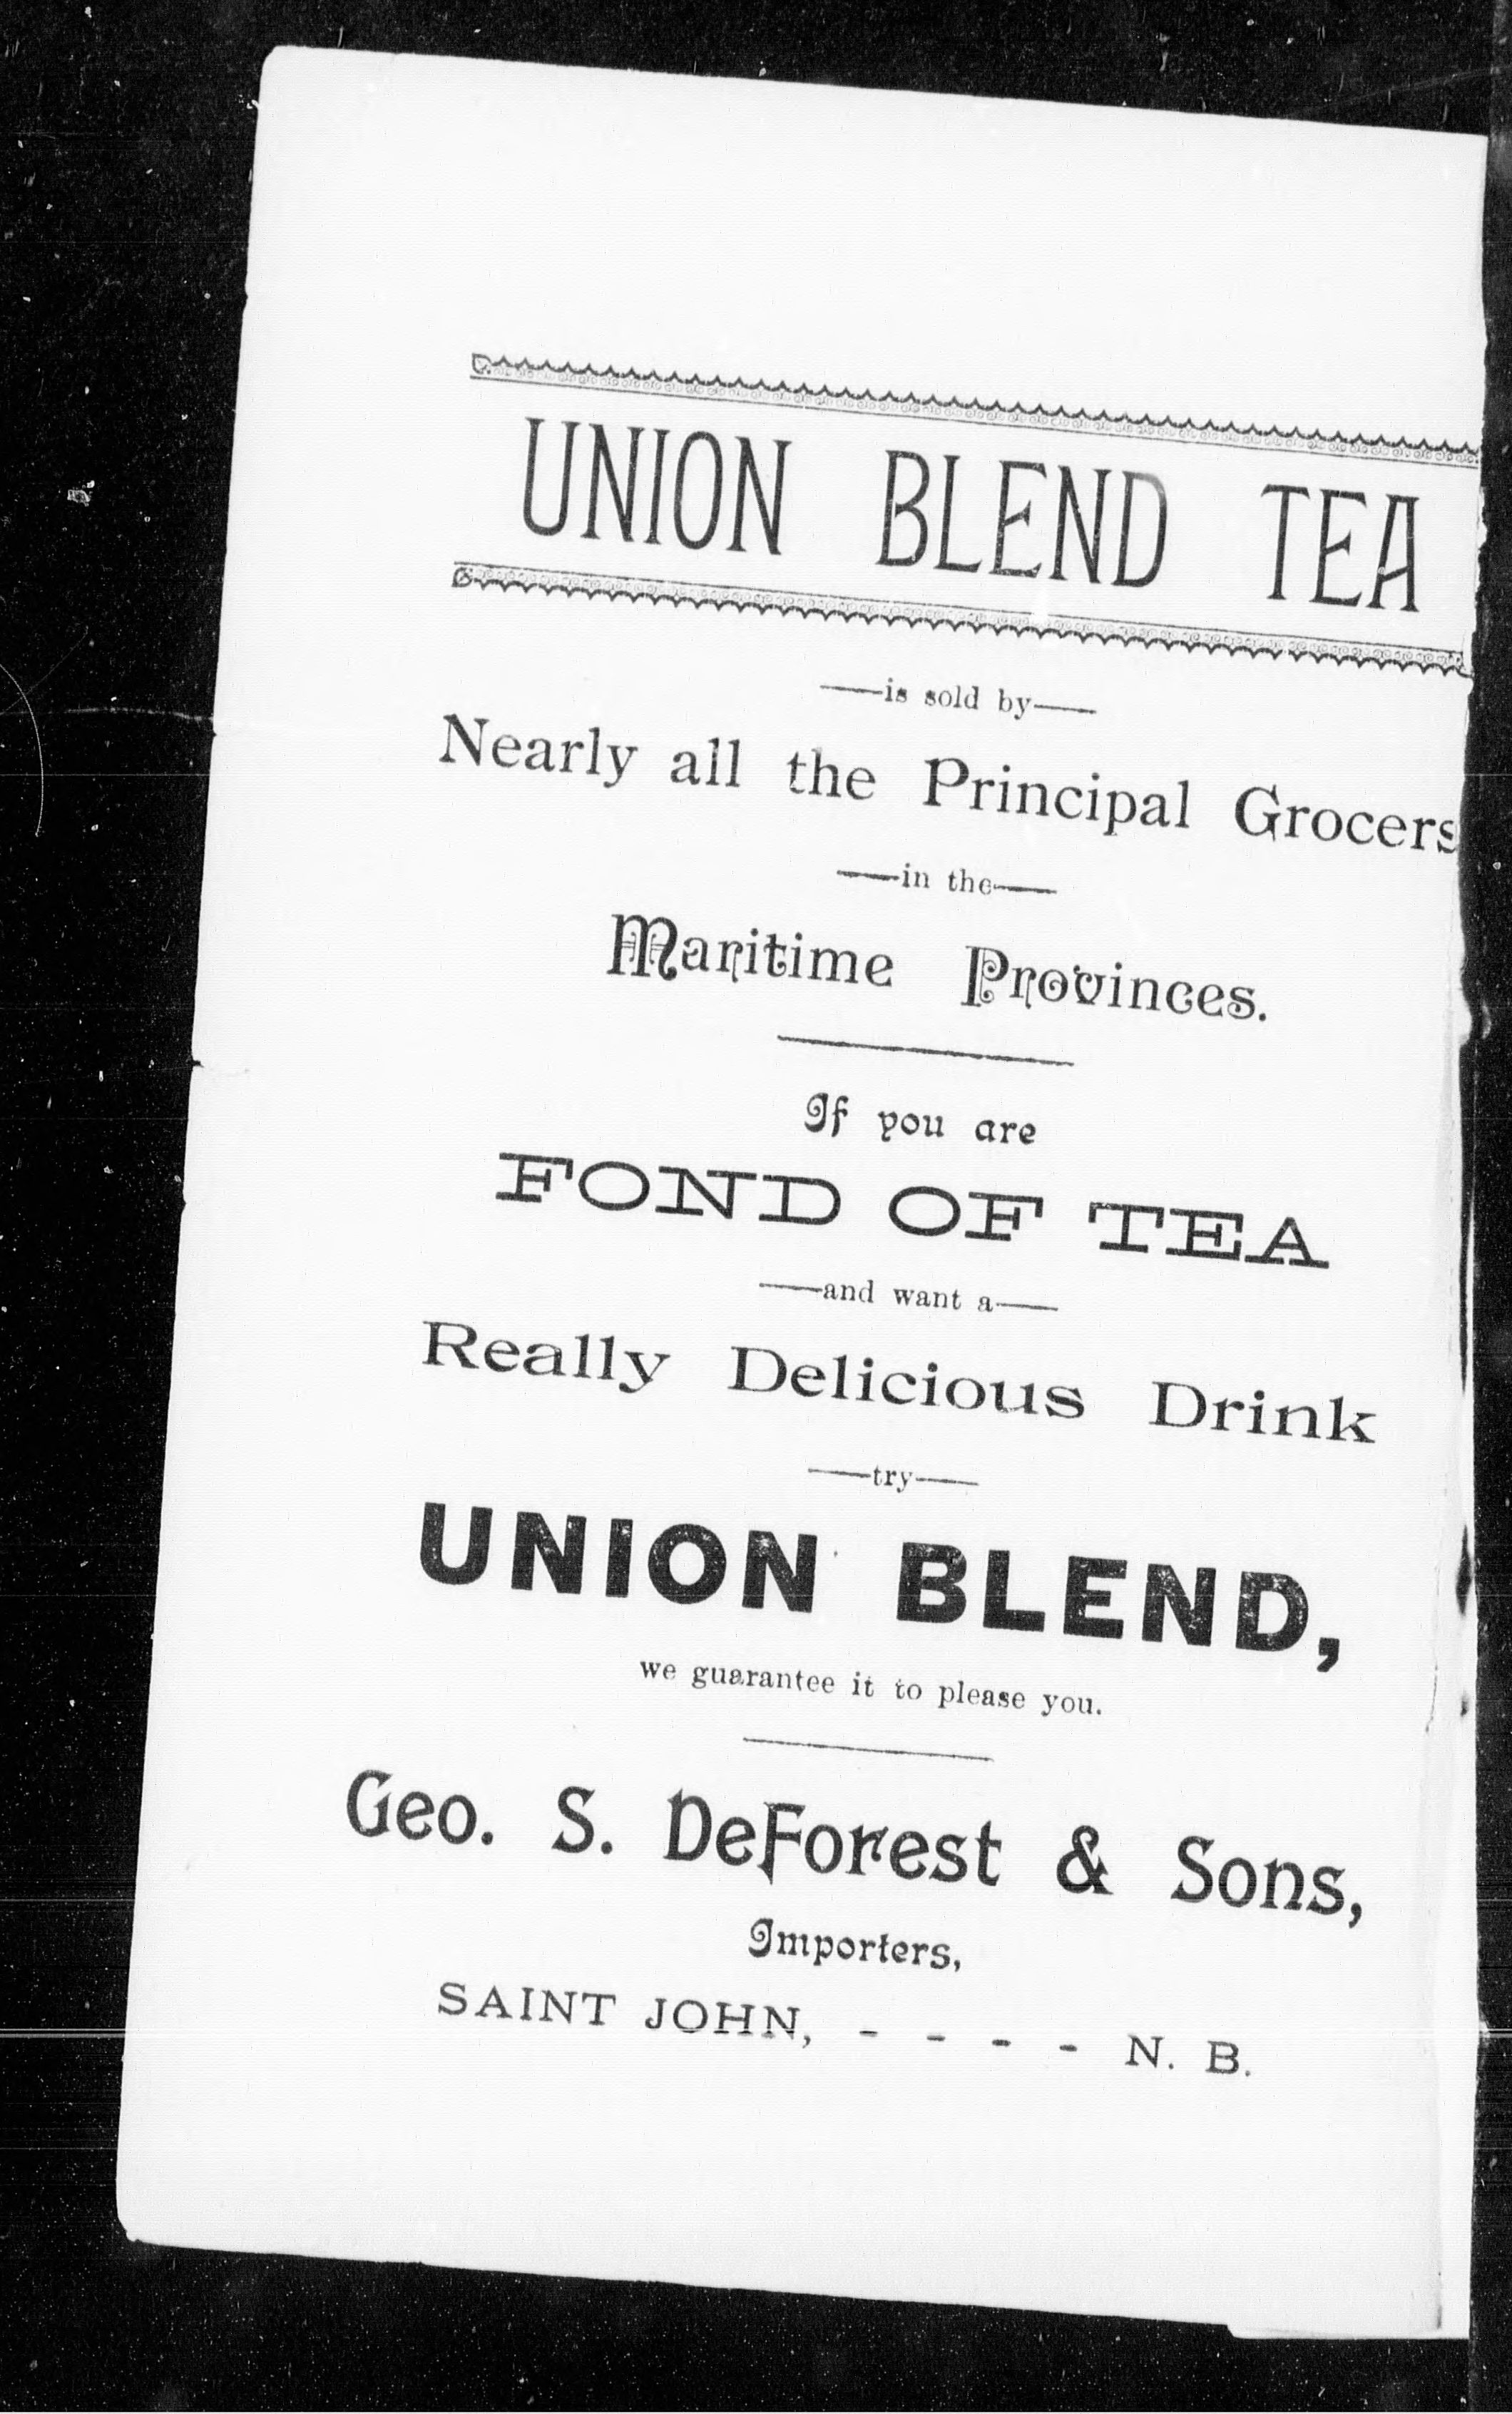 UNION BLEND TEA
—is sold by—
Nearly all the Principal Grocers
—in the—
Maritime Provinces.
If you are
FOND OF TEA
—and want a—
Really Delicious Drink
—try—
UNION BLEND,
we guarantee it to please you.
Geo. S. DeForest & Sons,
Importers,
SAINT JOHN, - - - - N. B.